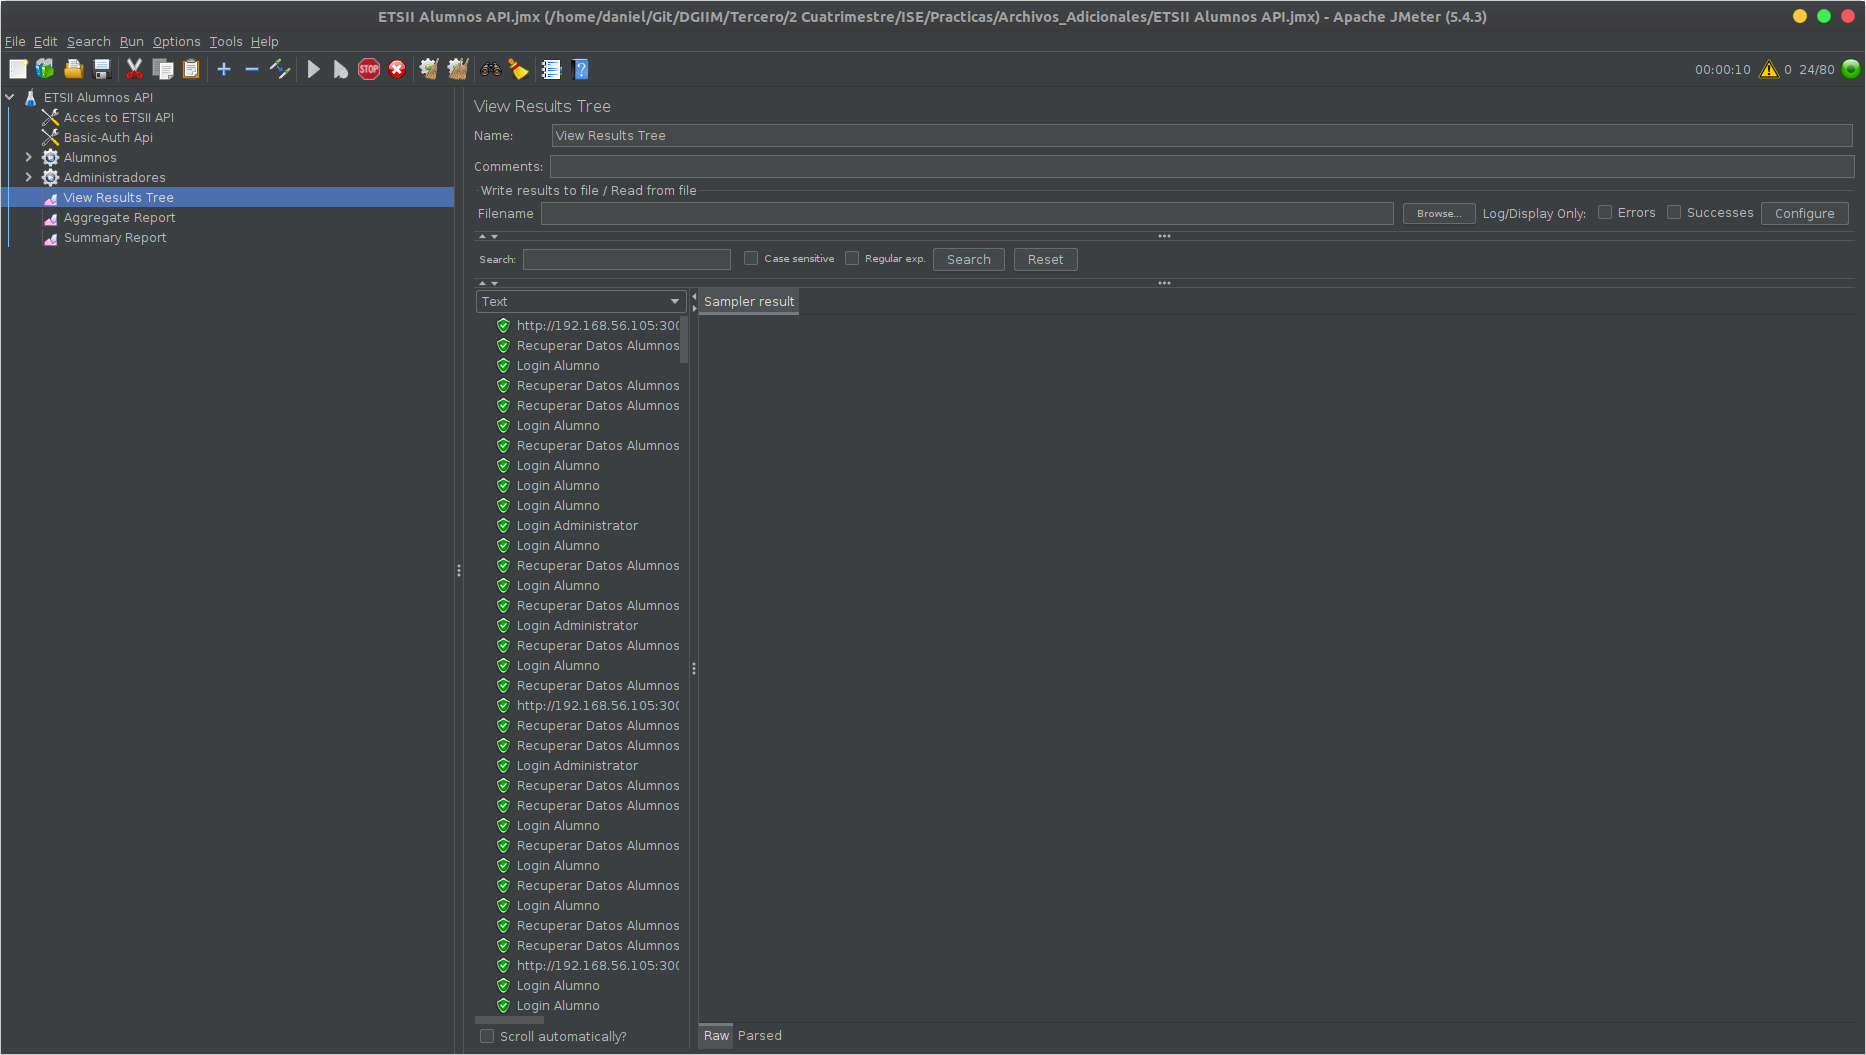 ETSII Alumnos API.jmx (/home/daniel/Git/DGIIM/Tercero/2 Cuatrimestre/ISE/Practicas/Archivos_Adicionales/ETSII Alumnos API.jmx) - Apache JMeter (5.4.3)
File Edit Search Run Options Tools Help
STOP
00:00:10 0 24/80
ETSII Alumnos API
Acces to ETSII API
Basic-Auth Api
Alumnos
Administradores
View Results Tree
Aggregate Report
Summary Report
View Results Tree
Name: View Results Tree
Comments:
Write results to file / Read from file
Filename Browse... Log/Display Only: Errors Successes Configure
Search: Case sensitive Regular exp. Search Reset
Text
Sampler result
http://192.168.56.105:300
Recuperar Datos Alumnos
Login Alumno
Recuperar Datos Alumnos
Recuperar Datos Alumnos
Login Alumno
Recuperar Datos Alumnos
Login Alumno
Login Alumno
Login Alumno
Login Administrator
Login Alumno
Recuperar Datos Alumnos
Login Alumno
Recuperar Datos Alumnos
Login Administrator
Recuperar Datos Alumnos
Login Alumno
Recuperar Datos Alumnos
http://192.168.56.105:300
Recuperar Datos Alumnos
Recuperar Datos Alumnos
Login Administrator
Recuperar Datos Alumnos
Recuperar Datos Alumnos
Login Alumno
Recuperar Datos Alumnos
Login Alumno
Recuperar Datos Alumnos
Login Alumno
Recuperar Datos Alumnos
Recuperar Datos Alumnos
http://192.168.56.105:300
Login Alumno
Login Alumno
Scroll automatically?
Raw Parsed